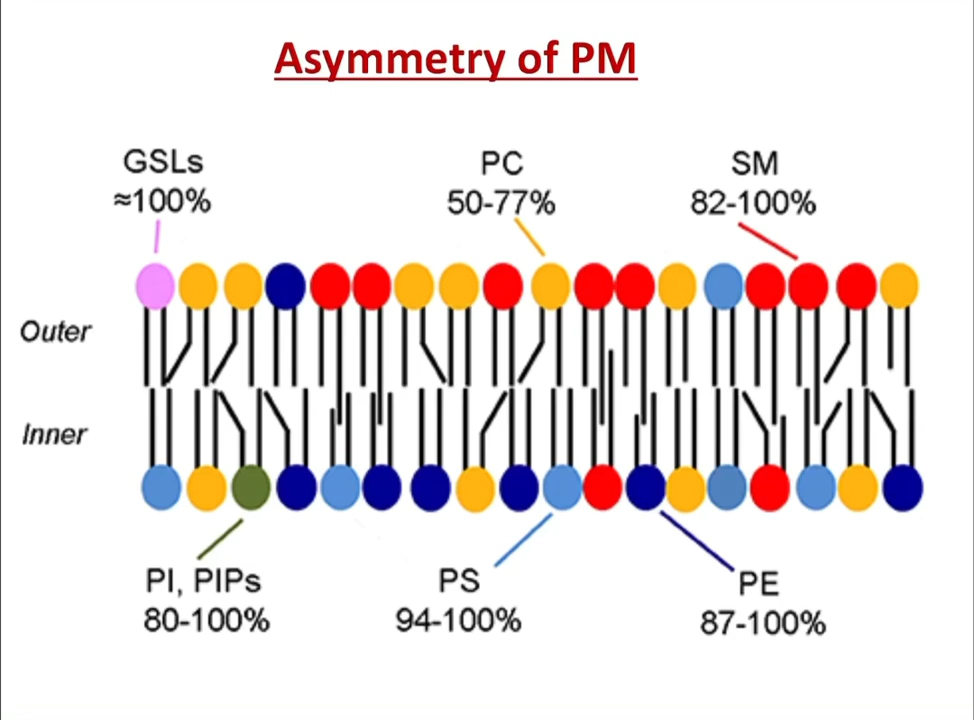 Asymmetry of PM
GSLs
≈100%
PC
50-77%
SM
82-100%
Outer
Inner
PI, PIPs
80-100%
PS
94-100%
PE
87-100%